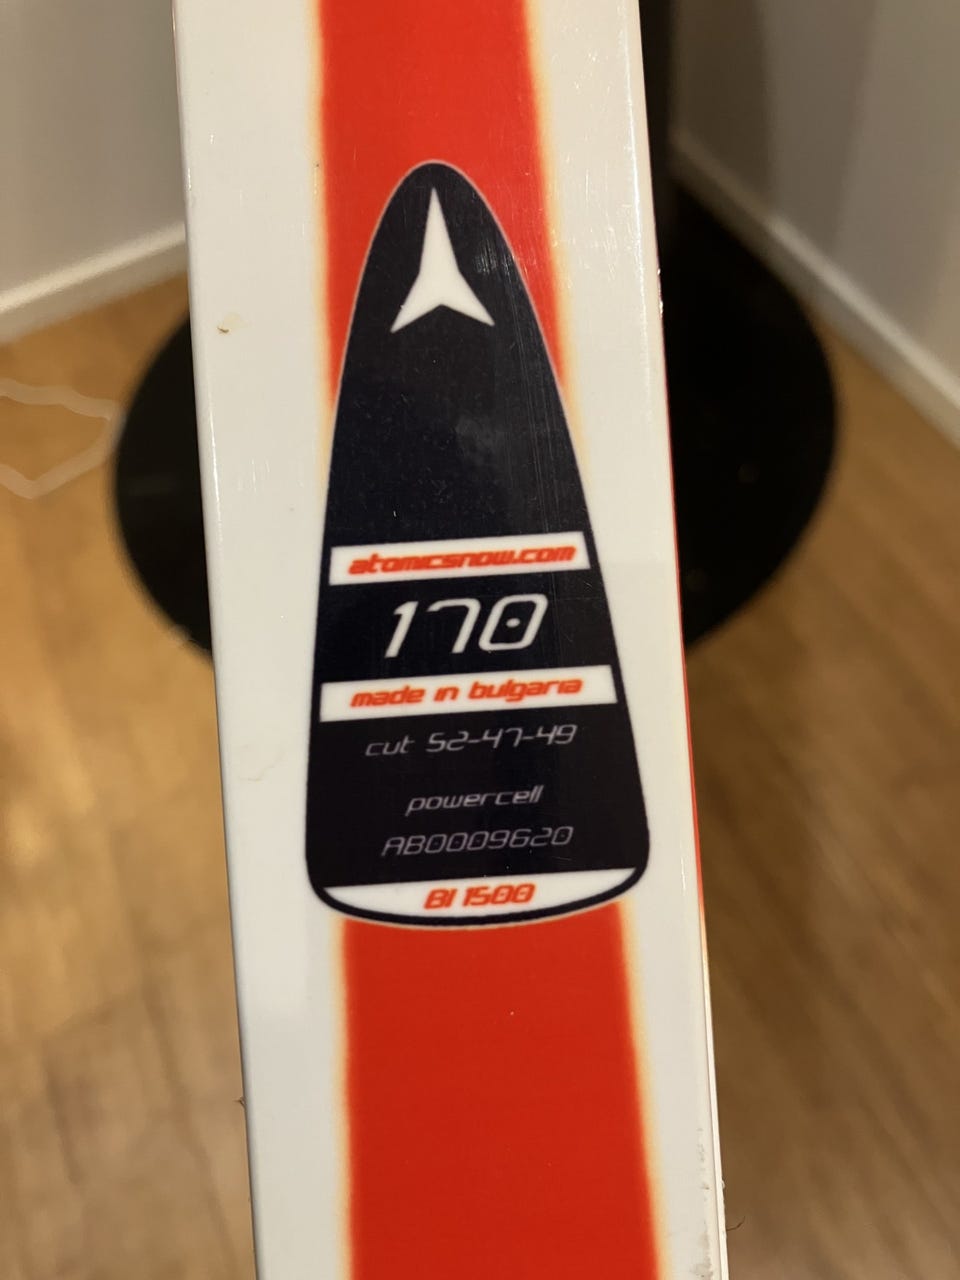 atomicsnow.com
170
made in bulgaria
cut 52-47-49
powercell
AB0009620
BI 1500